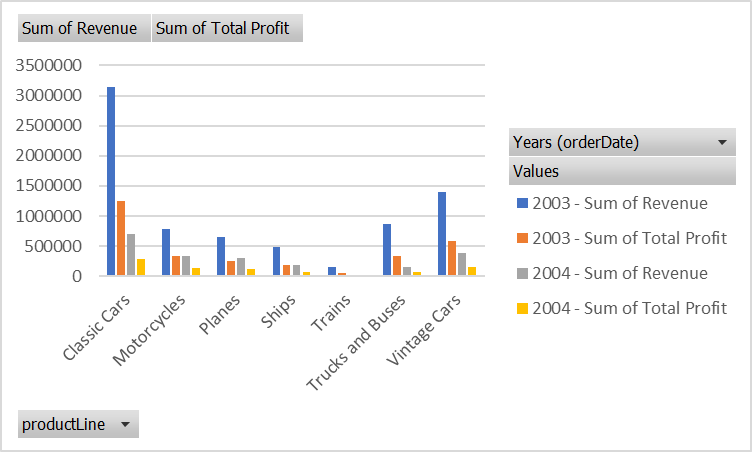 Sum of Revenue Sum of Total Profit
3500000
3000000
2500000
2000000
1500000
1000000
500000
0
Classic Cars
Motorcycles
Planes
Ships
Trains
Trucks and Buses
Vintage Cars
Years (orderDate)
Values
2003 - Sum of Revenue
2003 - Sum of Total Profit
2004 - Sum of Revenue
2004 - Sum of Total Profit
productLine